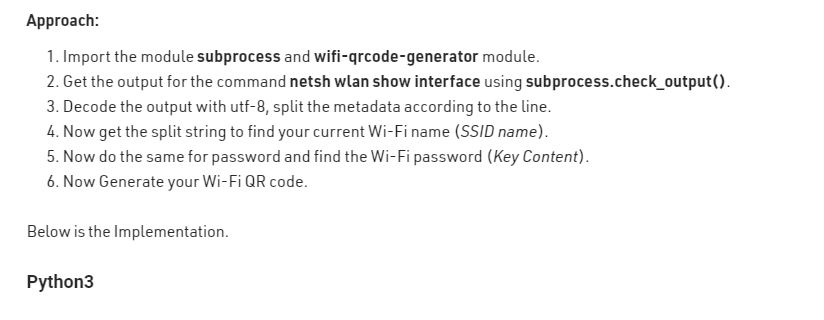 Approach:
1. Import the module subprocess and wifi-qrcode-generator module.
2. Get the output for the command netsh wlan show interface using subprocess.check_output().
3. Decode the output with utf-8, split the metadata according to the line.
4. Now get the split string to find your current Wi-Fi name (SSID name).
5. Now do the same for password and find the Wi-Fi password (Key Content).
6. Now Generate your Wi-Fi QR code.
Below is the Implementation.
Python3